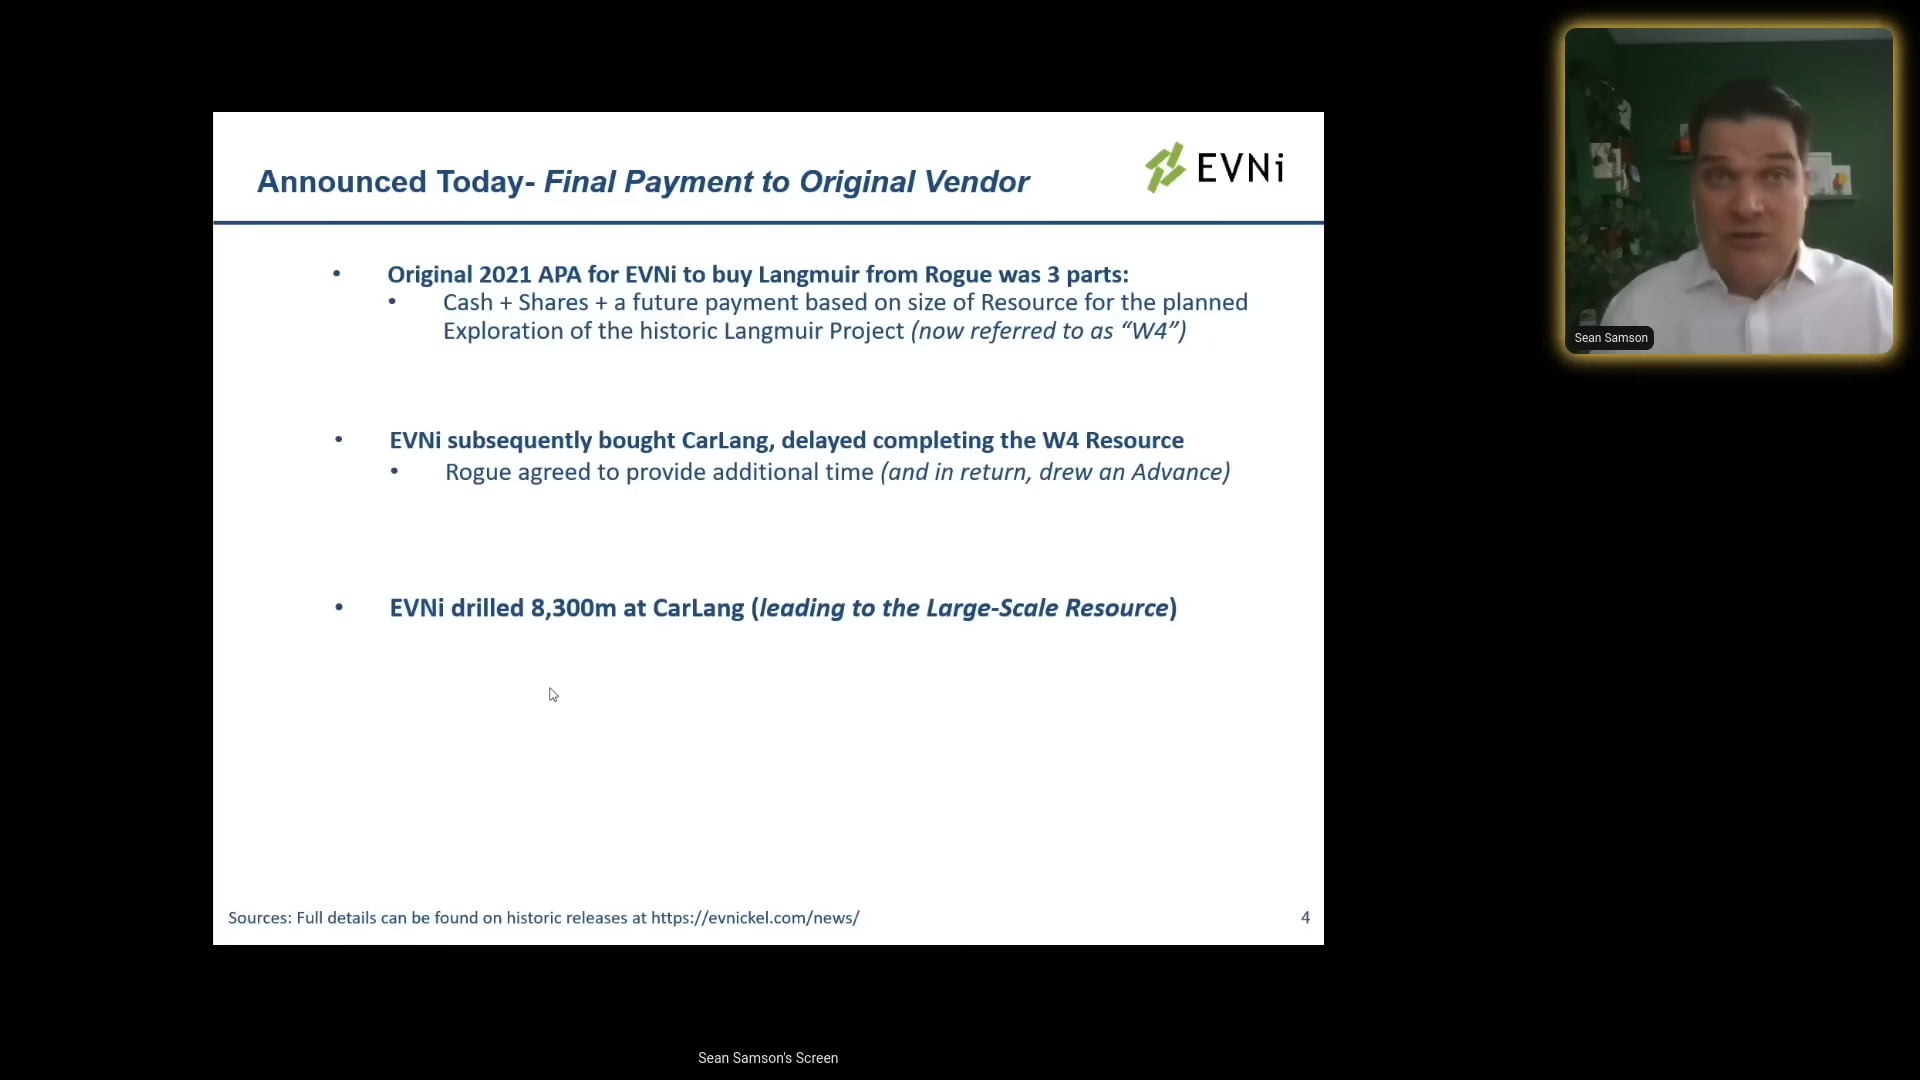 Announced Today- Final Payment to Original Vendor
EVNi
• Original 2021 APA for EVNi to buy Langmuir from Rogue was 3 parts:
• Cash + Shares + a future payment based on size of Resource for the planned
Exploration of the historic Langmuir Project (now referred to as “W4”)
• EVNi subsequently bought CarLang, delayed completing the W4 Resource
• Rogue agreed to provide additional time (and in return, drew an Advance)
• EVNi drilled 8,300m at CarLang (leading to the Large-Scale Resource)
Sources: Full details can be found on historic releases at https://evnickel.com/news/
4
Sean Samson
Sean Samson's Screen